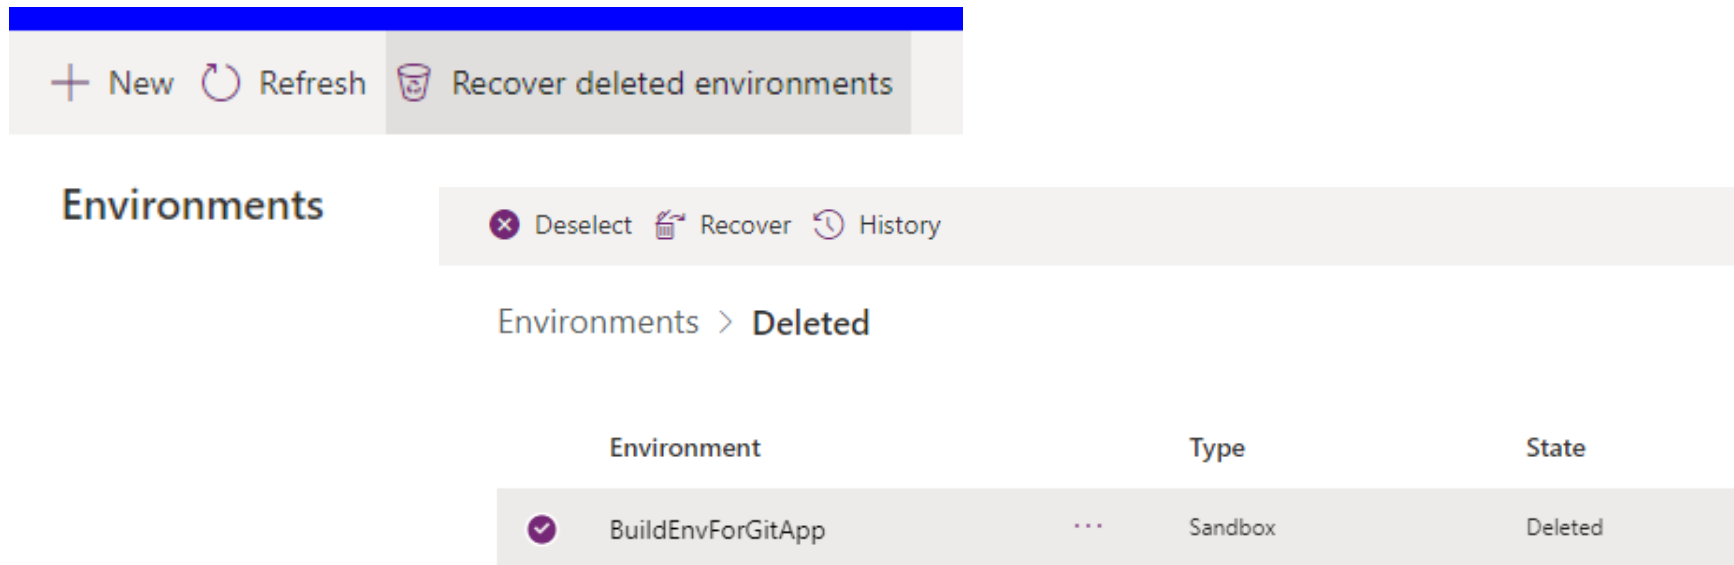 New Refresh Recover deleted environments
Environments
Deselect Recover History
Environments > Deleted
Environment Type State
BuildEnvForGitApp ... Sandbox Deleted